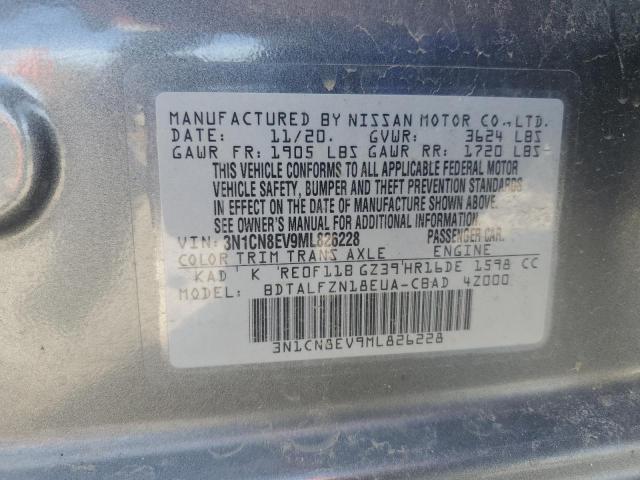 MANUFACTURED BY NISSAN MOTOR CO., LTD.
DATE: 11/20. GVWR: 3624 LBS
GAWR FR: 1905 LBS GAWR RR: 1720 LBS
THIS VEHICLE CONFORMS TO ALL APPLICABLE FEDERAL MOTOR
VEHICLE SAFETY, BUMPER AND THEFT PREVENTION STANDARDS
IN EFFECT ON THE DATE OF MANUFACTURE SHOWN ABOVE.
SEE OWNER'S MANUAL FOR ADDITIONAL INFORMATION.
VIN: 3N1CN8EV9ML826228 PASSENGER CAR
COLOR TRIM TRANS AXLE ENGINE
KAD K RE0F11B GZ39 HR16DE 1598 CC
MODEL: BDTALFZN18EUA-CBAD 4Z000
3N1CN8EV9ML826228